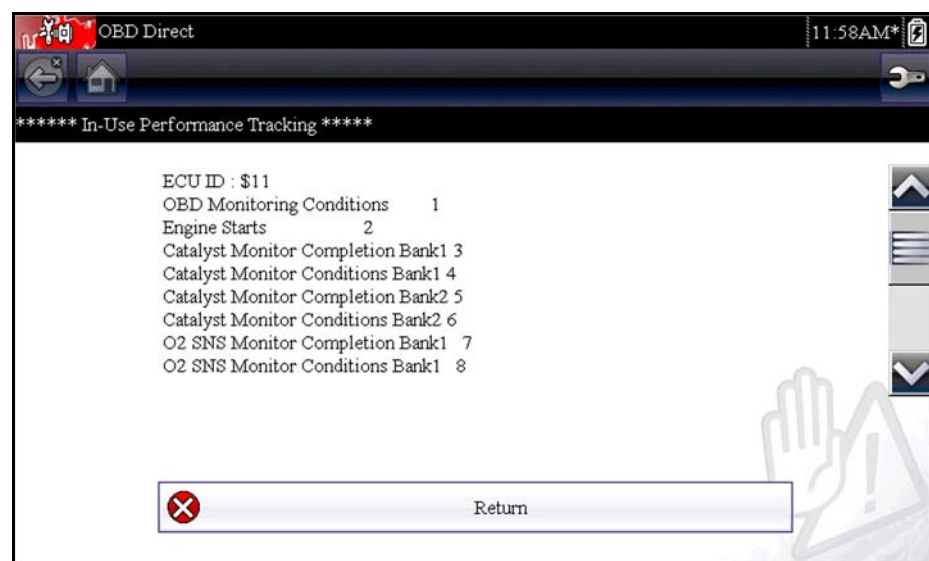 OBD Direct
11:58AM*
****** In-Use Performance Tracking *****
ECU ID : $11
OBD Monitoring Conditions 1
Engine Starts 2
Catalyst Monitor Completion Bank1 3
Catalyst Monitor Conditions Bank1 4
Catalyst Monitor Completion Bank2 5
Catalyst Monitor Conditions Bank2 6
O2 SNS Monitor Completion Bank1 7
O2 SNS Monitor Conditions Bank1 8
Return